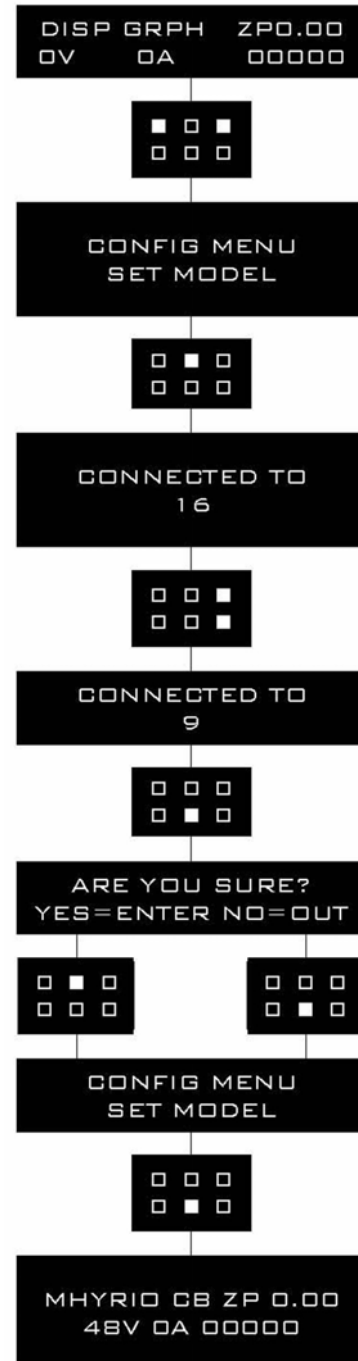 DISP GRPH ZP0.00
0V 0A 00000
CONFIG MENU
SET MODEL
CONNECTED TO
16
CONNECTED TO
9
ARE YOU SURE?
YES=ENTER NO=OUT
CONFIG MENU
SET MODEL
MHYRIO CB ZP 0.00
48V 0A 00000